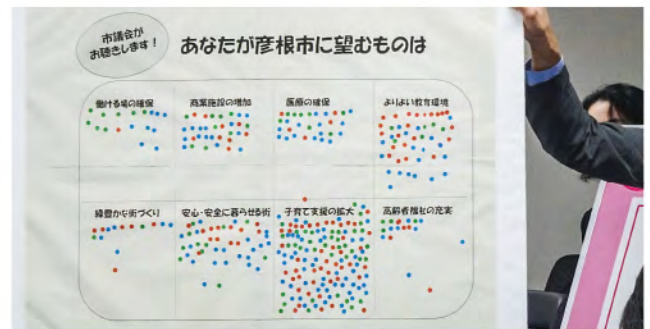 市議会が
お聴きします！
あなたが彦根市に望むものは
働ける場の確保
商業施設の増加
医療の確保
よりよい教育環境
緑豊かな街づくり
安心・安全に暮らせる街
子育て支援の拡大
高齢者福祉の充実